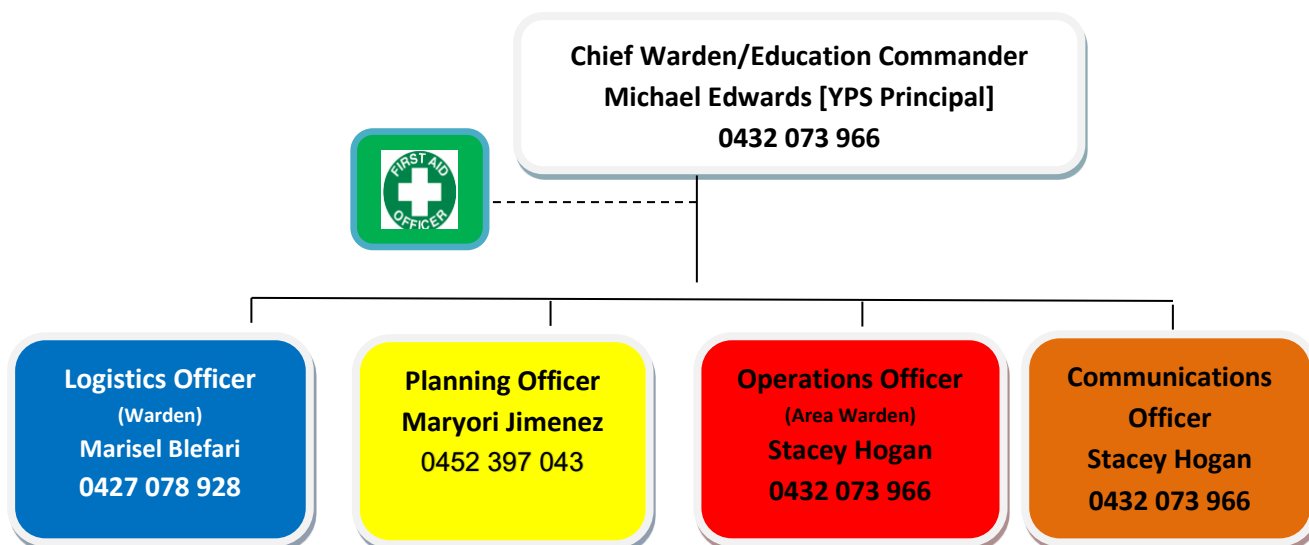 Chief Warden/Education Commander
Michael Edwards [YPS Principal]
0432 073 966
FIRST AID
OFFICER
Logistics Officer
(Warden)
Marisel Blefari
0427 078 928
Planning Officer
Maryori Jimenez
0452 397 043
Operations Officer
(Area Warden)
Stacey Hogan
0432 073 966
Communications
Officer
Stacey Hogan
0432 073 966